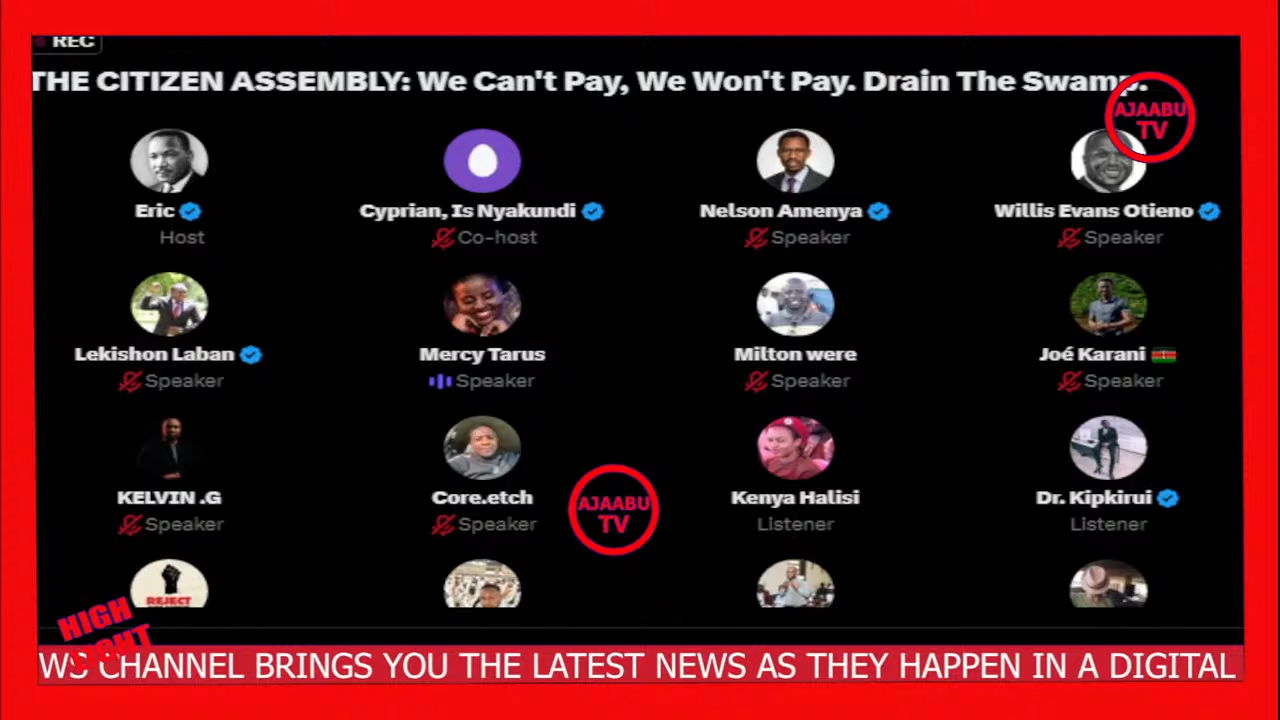 REC
THE CITIZEN ASSEMBLY: We Can't Pay, We Won't Pay. Drain The Swamp.
AJAABU
TV
Eric
Host
Cyprian, Is Nyakundi
Co-host
Nelson Amenya
Speaker
Willis Evans Otieno
Speaker
Lekishon Laban
Speaker
Mercy Tarus
Speaker
Milton were
Speaker
Joé Karani
Speaker
KELVIN .G
Speaker
Core.etch
Speaker
AJAABU
TV
Kenya Halisi
Listener
Dr. Kipkirui
Listener
REJECT
HIGH
SIGHT
WS CHANNEL BRINGS YOU THE LATEST NEWS AS THEY HAPPEN IN A DIGITAL